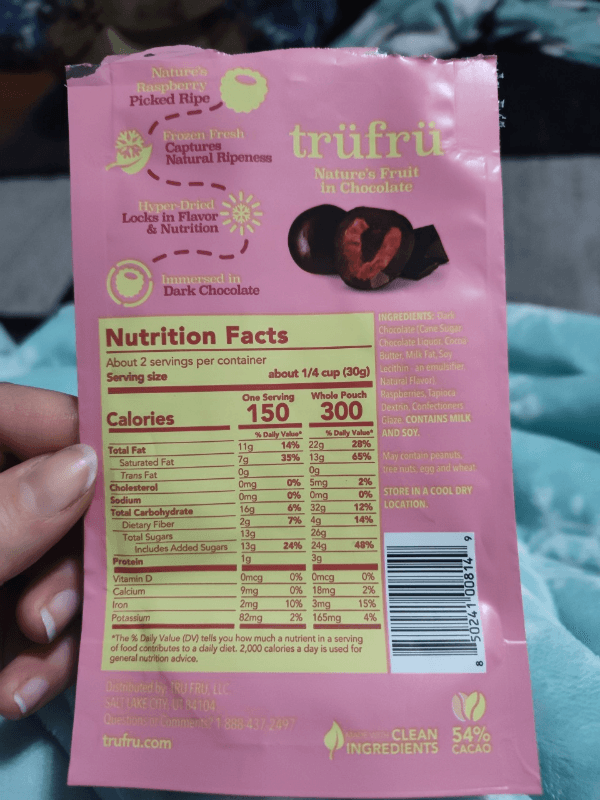 Nature's
Raspberry
Picked Ripe
Frozen Fresh
Captures
Natural Ripeness
Hyper-Dried
Locks in Flavor
& Nutrition
Immersed in
Dark Chocolate
trüfrü
Nature's Fruit
in Chocolate
Nutrition Facts
About 2 servings per container
Serving size about 1/4 cup (30g)
One Serving Whole Pouch
Calories 150 300
% Daily Value* % Daily Value*
Total Fat 11g 14% 22g 28%
Saturated Fat 7g 35% 13g 65%
Trans Fat 0g 0g
Cholesterol 0mg 0% 5mg 2%
Sodium 0mg 0% 0mg 0%
Total Carbohydrate 16g 6% 32g 12%
Dietary Fiber 2g 7% 4g 14%
Total Sugars 13g 26g
Includes Added Sugars 13g 24% 24g 48%
Protein 1g 3g
Vitamin D 0mcg 0% 0mcg 0%
Calcium 9mg 0% 18mg 2%
Iron 2mg 10% 3mg 15%
Potassium 82mg 2% 165mg 4%
*The % Daily Value (DV) tells you how much a nutrient in a serving
of food contributes to a daily diet. 2,000 calories a day is used for
general nutrition advice.
INGREDIENTS: Dark
Chocolate (Cane Sugar,
Chocolate Liquor, Cocoa
Butter, Milk Fat, Soy
Lecithin - an emulsifier,
Natural Flavor),
Raspberries, Tapioca
Dextrin, Confectioners
Glaze. CONTAINS MILK
AND SOY.
May contain peanuts,
tree nuts, egg and wheat.
STORE IN A COOL DRY
LOCATION.
8 50241 00814 9
Distributed by: TRU FRU, LLC
SALT LAKE CITY, UT 84104
Questions or Comments? 1-888-437-2497
trufru.com
MADE WITH CLEAN
INGREDIENTS
54%
CACAO